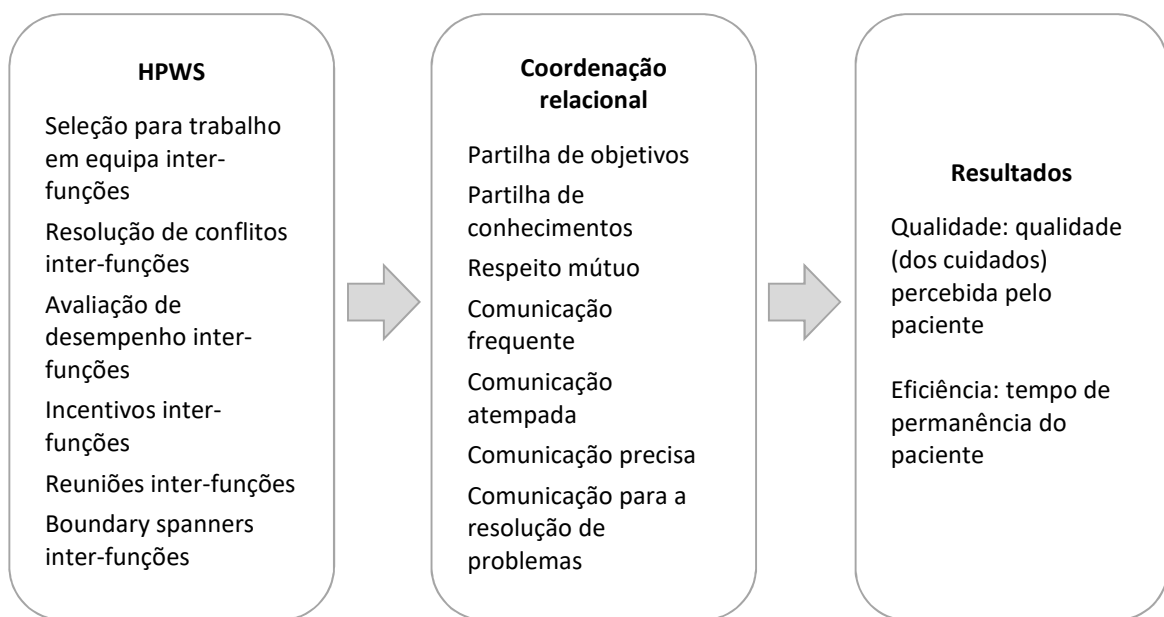 HPWS
Seleção para trabalho
em equipa inter-
funções
Resolução de conflitos
inter-funções
Avaliação de
desempenho inter-
funções
Incentivos inter-
funções
Reuniões inter-funções
Boundary spanners
inter-funções
Coordenação
relacional
Partilha de objetivos
Partilha de
conhecimentos
Respeito mútuo
Comunicação
frequente
Comunicação
atempada
Comunicação precisa
Comunicação para a
resolução de
problemas
Resultados
Qualidade: qualidade
(dos cuidados)
percebida pelo
paciente
Eficiência: tempo de
permanência do
paciente